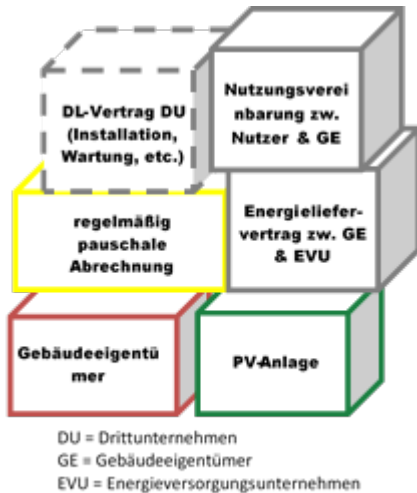 DL-Vertrag DU
(Installation,
Wartung, etc.)
Nutzungsverei
nbarung zw.
Nutzer & GE
regelmäßig
pauschale
Abrechnung
Energieliefer-
vertrag zw. GE
& EVU
Gebäudeeigentü
mer
PV-Anlage
DU = Drittunternehmen
GE = Gebäudeeigentümer
EVU = Energieversorgungsunternehmen